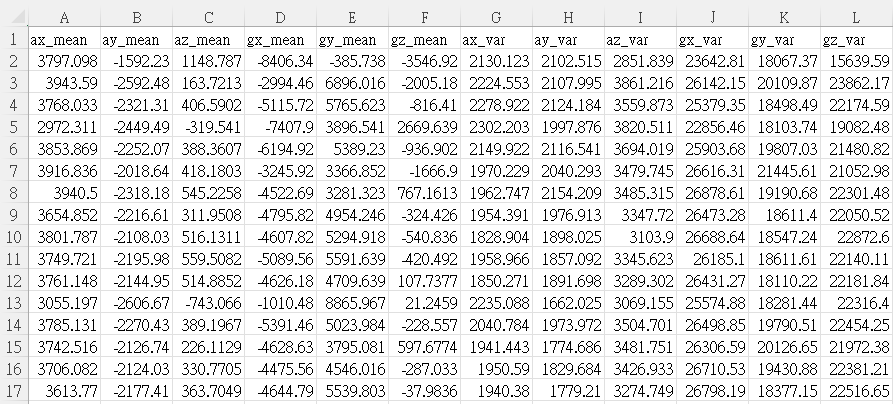 A B C D E F G H I J K L
1 ax_mean ay_mean az_mean gx_mean gy_mean gz_mean ax_var ay_var az_var gx_var gy_var gz_var
2 3797.098 -1592.23 1148.787 -8406.34 -385.738 -3546.92 2130.123 2102.515 2851.839 23642.81 18067.37 15639.59
3 3943.59 -2592.48 163.7213 -2994.46 6896.016 -2005.18 2224.553 2107.995 3861.216 26142.15 20109.87 23862.17
4 3768.033 -2321.31 406.5902 -5115.72 5765.623 -816.41 2278.922 2124.184 3559.873 25379.35 18498.49 22174.59
5 2972.311 -2449.49 -319.541 -7407.9 3896.541 2669.639 2302.203 1997.876 3820.511 22856.46 18103.74 19082.48
6 3853.869 -2252.07 388.3607 -6194.92 5389.23 -936.902 2149.922 2116.541 3694.019 25903.68 19807.03 21480.82
7 3916.836 -2018.64 418.1803 -3245.92 3366.852 -1666.9 1970.229 2040.293 3479.745 26616.31 21445.61 21052.98
8 3940.5 -2318.18 545.2258 -4522.69 3281.323 767.1613 1962.747 2154.209 3485.315 26878.61 19190.68 22301.48
9 3654.852 -2216.61 311.9508 -4795.82 4954.246 -324.426 1954.391 1976.913 3347.72 26473.28 18611.4 22050.52
10 3801.787 -2108.03 516.1311 -4607.82 5294.918 -540.836 1828.904 1898.025 3103.9 26688.64 18547.24 22872.6
11 3749.721 -2195.98 559.5082 -5089.56 5591.639 -420.492 1958.966 1857.092 3345.623 26185.1 18611.61 22140.11
12 3761.148 -2144.95 514.8852 -4626.18 4709.639 107.7377 1850.271 1891.698 3289.302 26431.27 18110.22 22181.84
13 3055.197 -2606.67 -743.066 -1010.48 8865.967 21.2459 2235.088 1662.025 3069.155 25574.88 18281.44 22316.4
14 3785.131 -2270.43 389.1967 -5391.46 5023.984 -228.557 2040.784 1973.972 3504.701 26498.85 19790.51 22454.25
15 3742.516 -2126.74 226.1129 -4628.63 3795.081 597.6774 1941.443 1774.686 3481.751 26306.59 20126.65 21972.38
16 3706.082 -2124.03 330.7705 -4475.56 4546.016 -287.033 1950.59 1829.684 3426.933 26710.53 19430.88 22381.21
17 3613.77 -2177.41 363.7049 -4644.79 5539.803 -37.9836 1940.38 1779.21 3274.749 26798.19 18377.15 22516.65